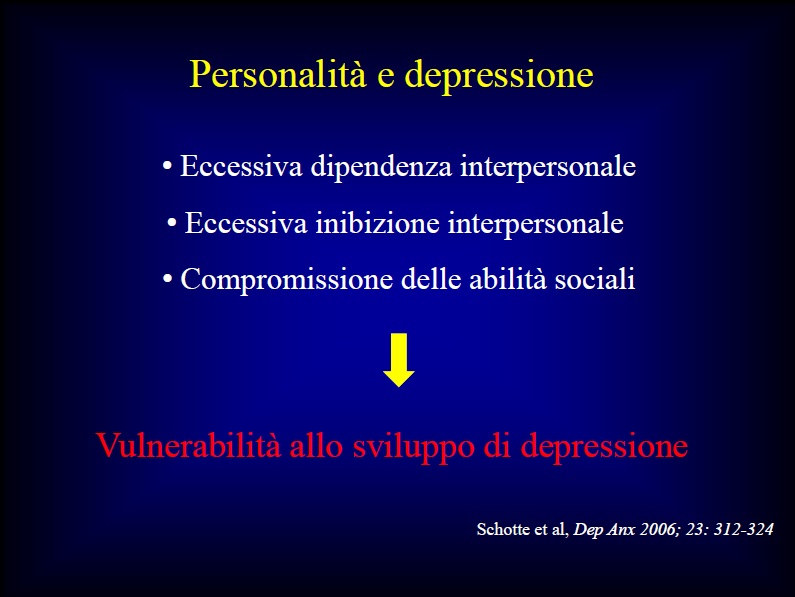 Personalità e depressione
• Eccessiva dipendenza interpersonale
• Eccessiva inibizione interpersonale
• Compromissione delle abilità sociali
Vulnerabilità allo sviluppo di depressione
Schotte et al, Dep Anx 2006; 23: 312-324